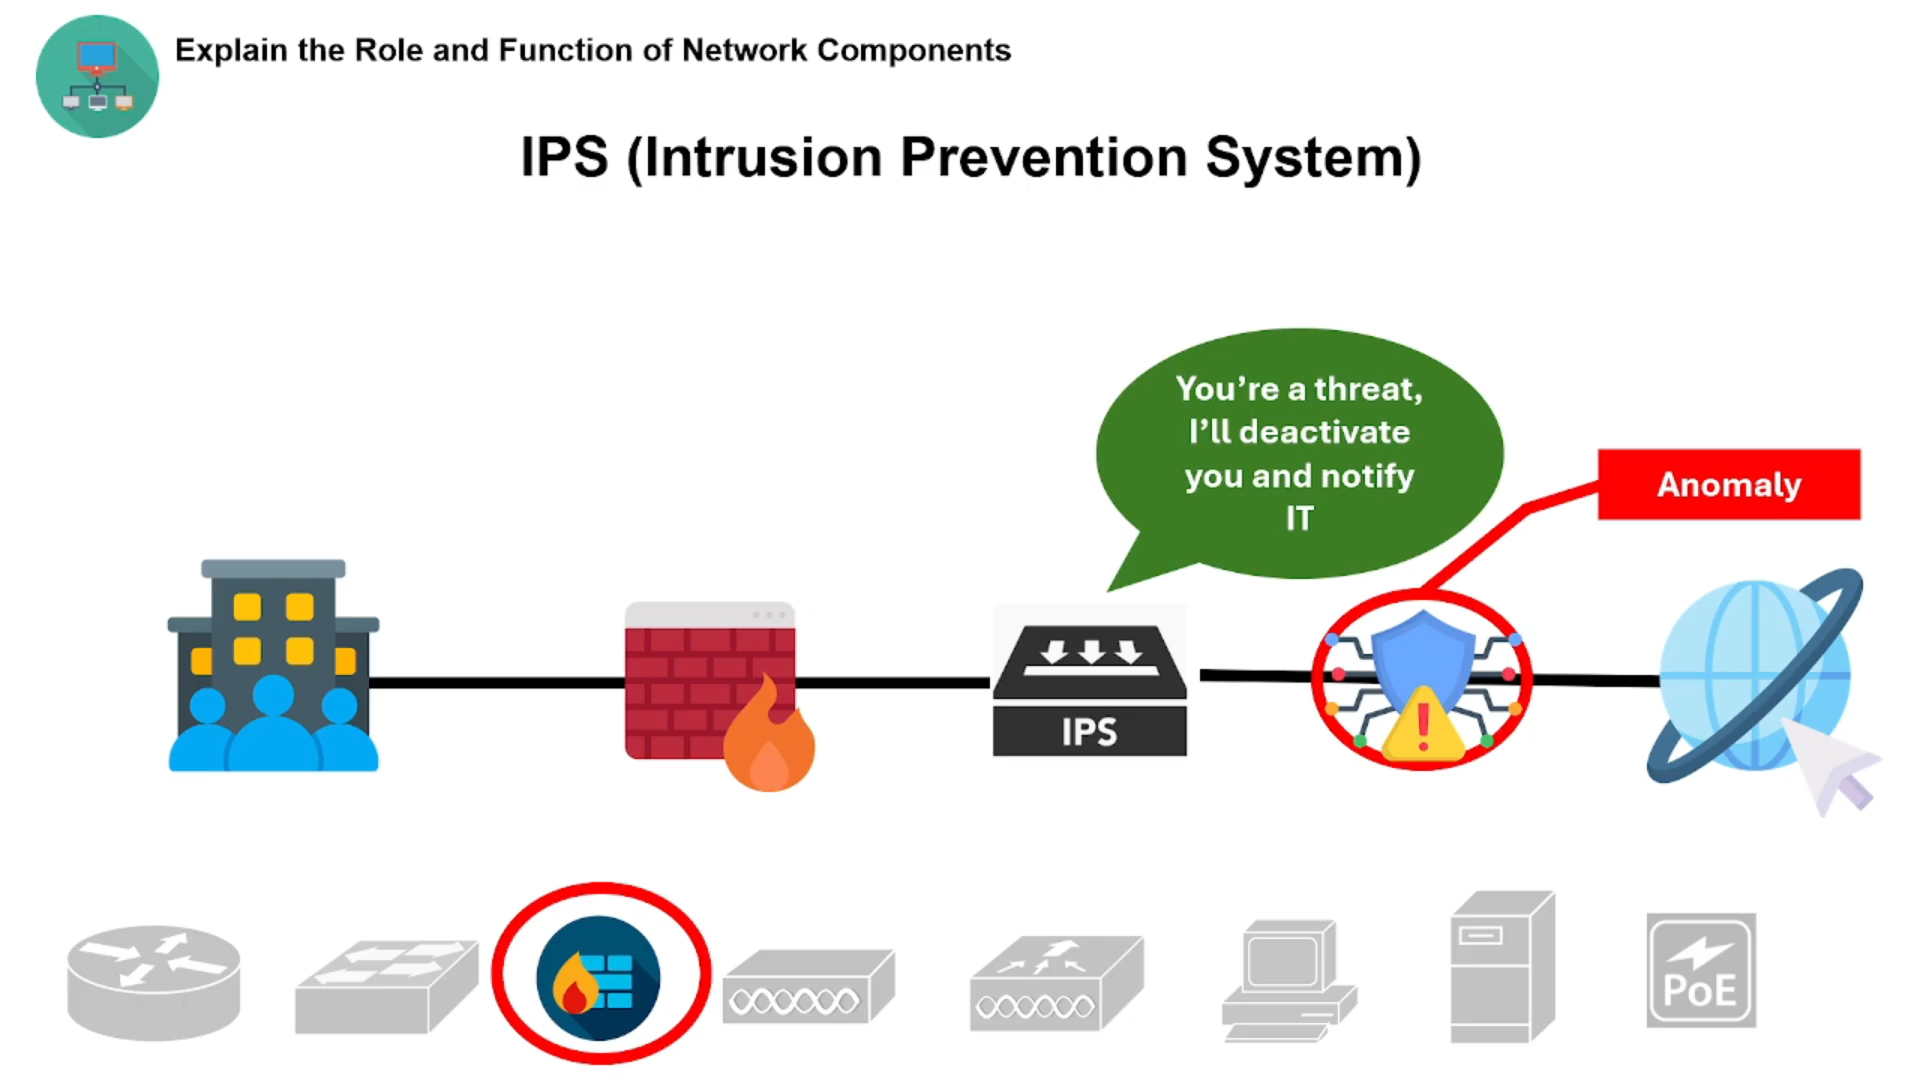 Explain the Role and Function of Network Components
IPS (Intrusion Prevention System)
You’re a threat,
I’ll deactivate
you and notify
IT
Anomaly
IPS
PoE